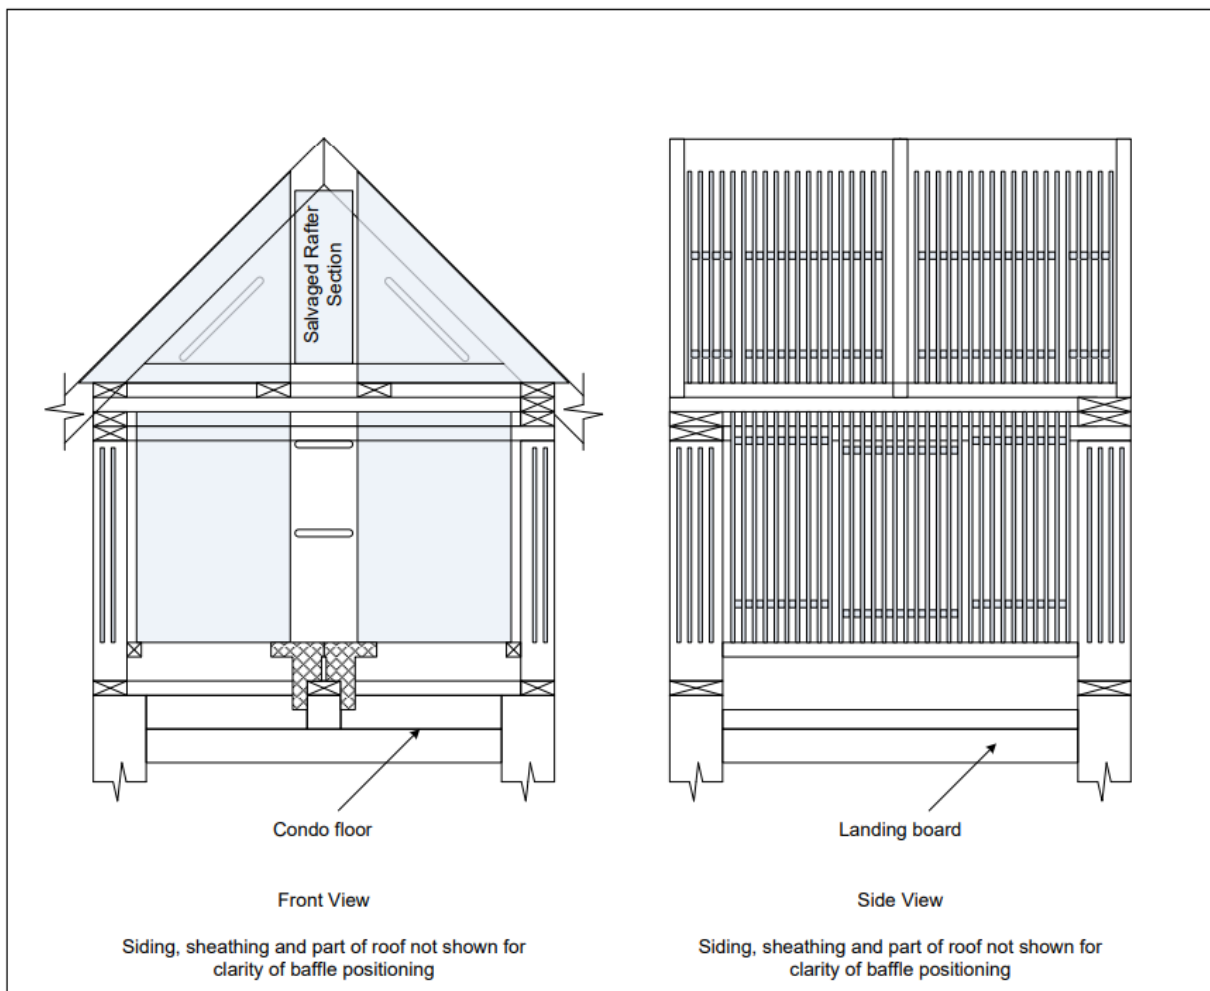 Salvaged Rafter
Section
Condo floor
Landing board
Front View
Side View
Siding, sheathing and part of roof not shown for
clarity of baffle positioning
Siding, sheathing and part of roof not shown for
clarity of baffle positioning